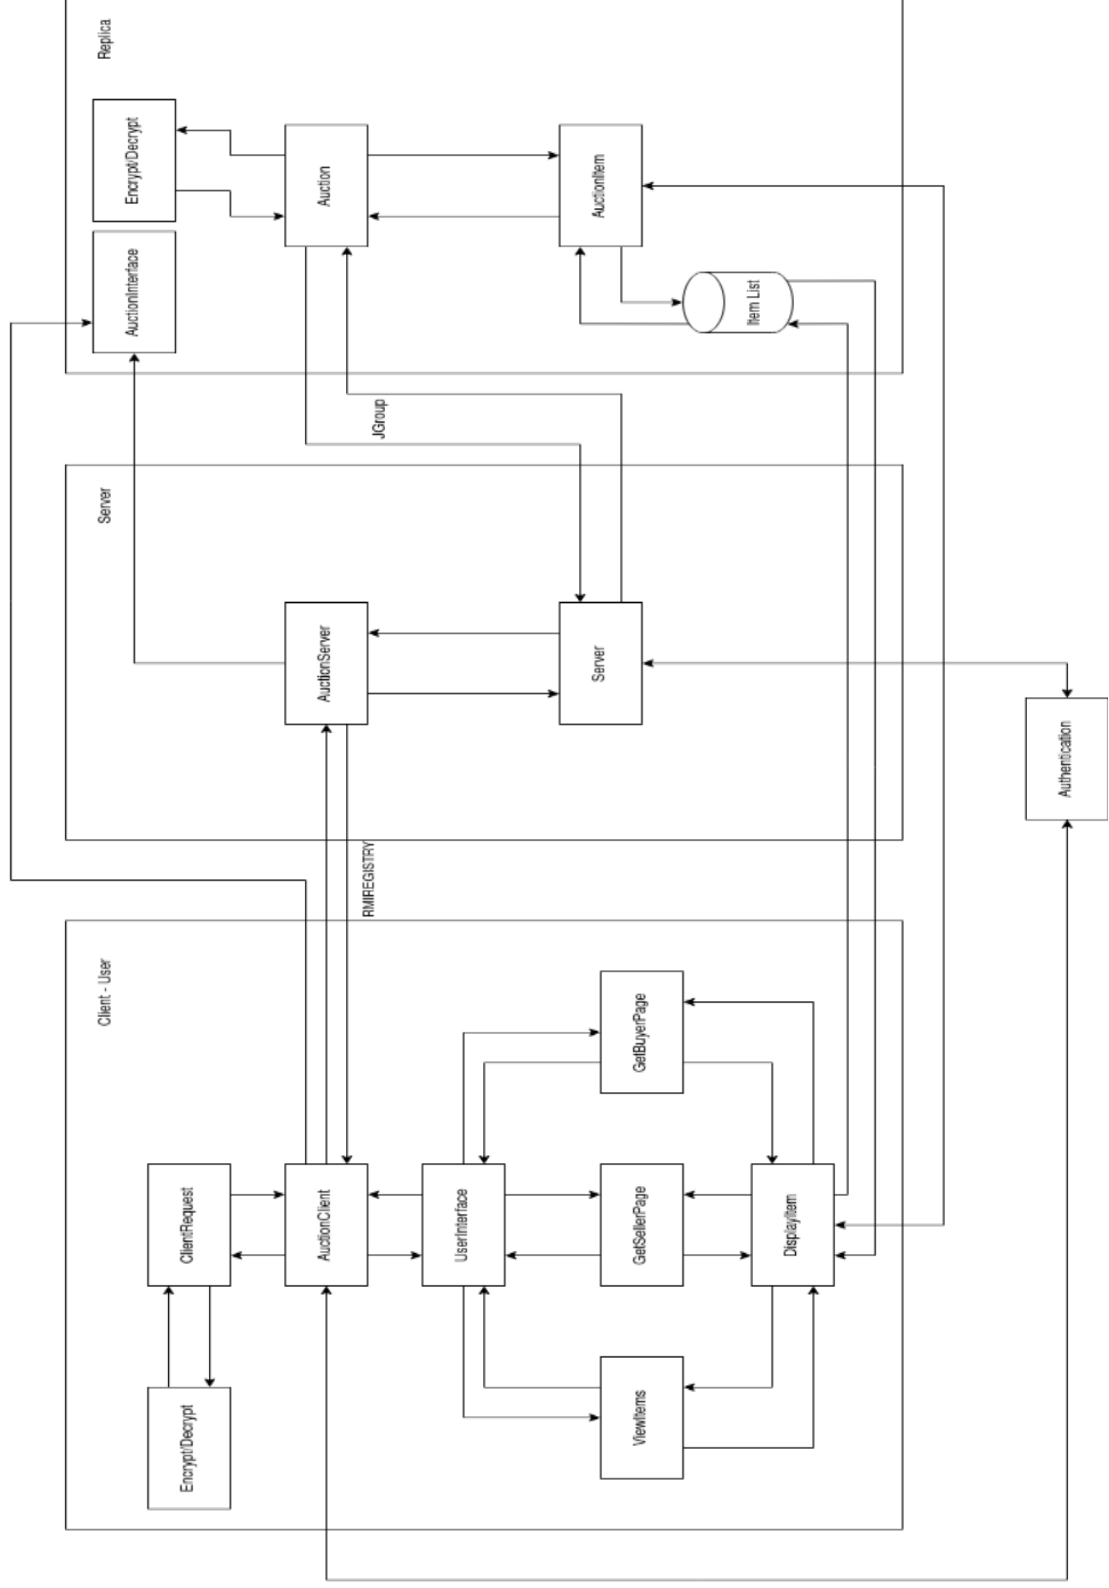 Client - User
Encrypt/Decrypt
ClientRequest
AuctionClient
UserInterface
ViewItems
GetSellerPage
GetBuyerPage
DisplayItem
RMIREGISTRY
Server
AuctionServer
Server
Authentication
JGroup
Replica
AuctionInterface
Encrypt/Decrypt
Auction
AuctionItem
Item List